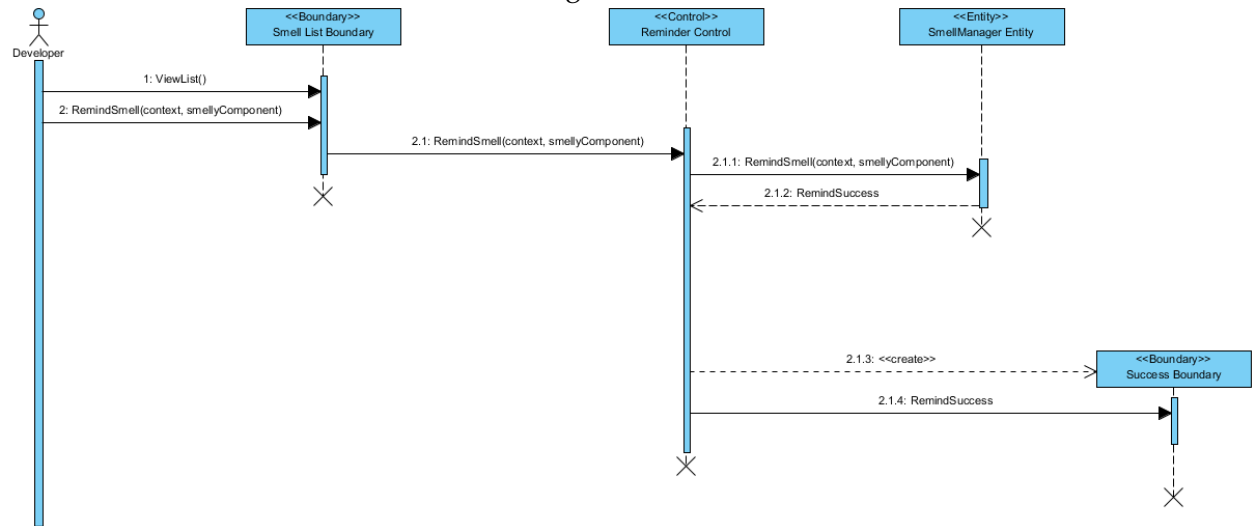 g
<<Boundary>>
Smell List Boundary
<<Control>>
Reminder Control
<<Entity>>
SmellManager Entity
Developer
1: ViewList()
2: RemindSmell(context, smellyComponent)
2.1: RemindSmell(context, smellyComponent)
2.1.1: RemindSmell(context, smellyComponent)
2.1.2: RemindSuccess
2.1.3: <<create>>
<<Boundary>>
Success Boundary
2.1.4: RemindSuccess